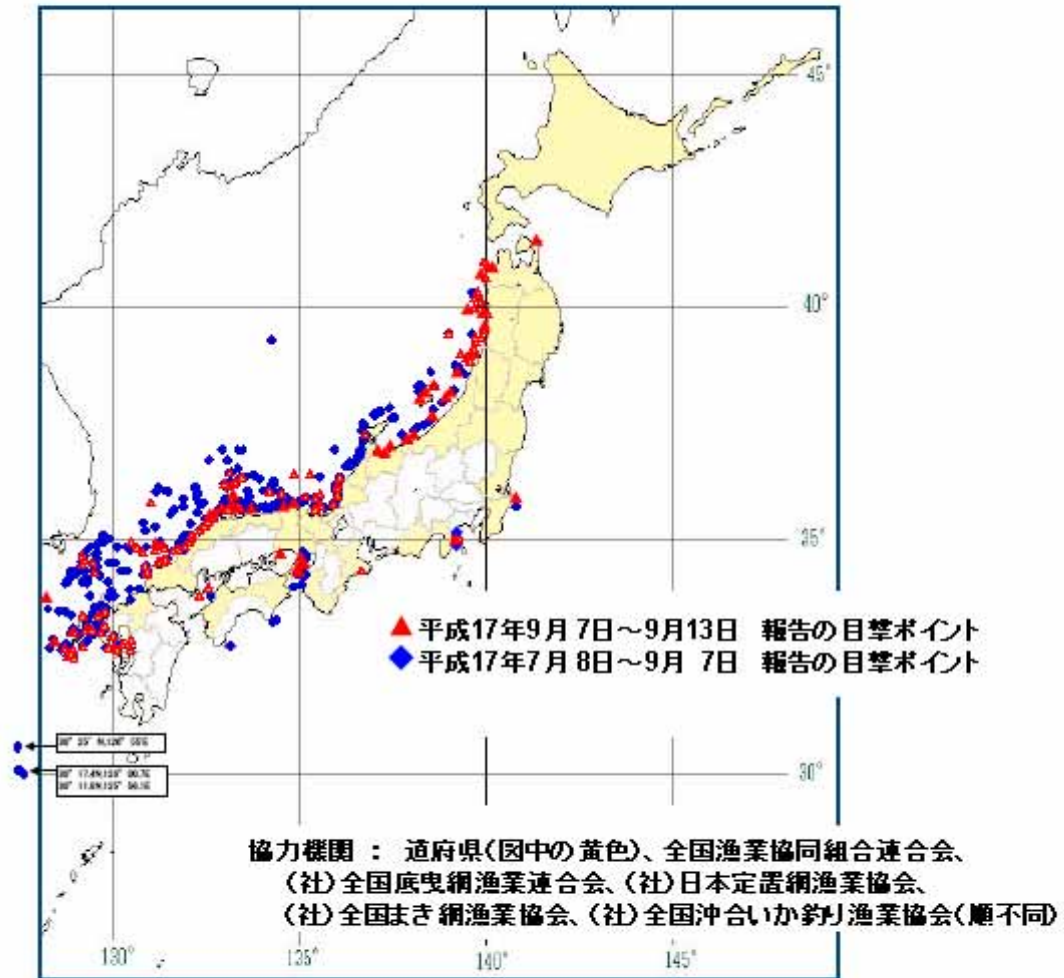 45°
40°
35°
▲ 平成17年9月 7日～9月13日 報告の目撃ポイント
◆ 平成17年7月 8日～9月 7日 報告の目撃ポイント
30°
協力機関 ： 道府県(図中の黄色)、全国漁業協同組合連合会、
(社)全国底曳網漁業連合会、(社)日本定置網漁業協会、
(社)全国まき網漁業協会、(社)全国沖合いか釣り漁業協会(順不同)
130° 135° 140° 145°